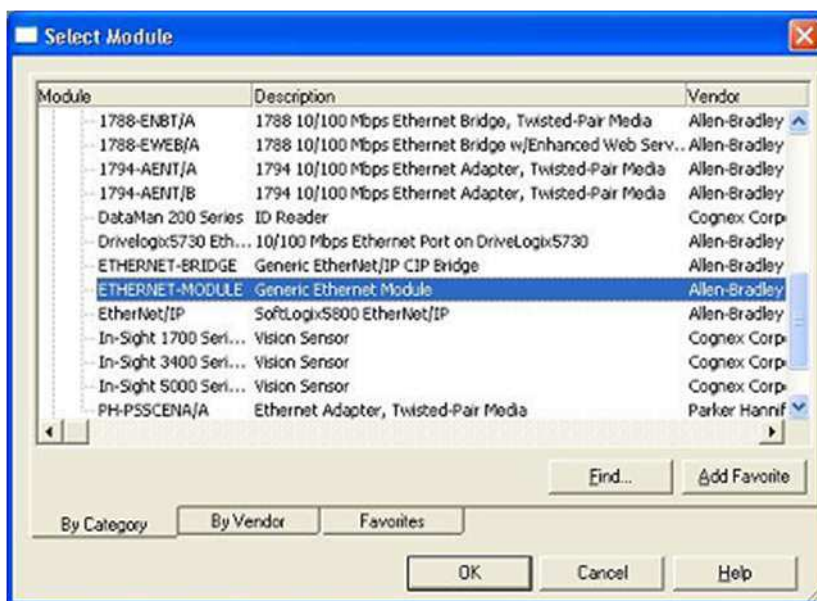 Select Module
Module Description Vendor
1788-ENBT/A 1788 10/100 Mbps Ethernet Bridge, Twisted-Pair Media Allen-Bradley
1788-EWEB/A 1788 10/100 Mbps Ethernet Bridge w/Enhanced Web Serv... Allen-Bradley
1794-AENT/A 1794 10/100 Mbps Ethernet Adapter, Twisted-Pair Media Allen-Bradley
1794-AENT/B 1794 10/100 Mbps Ethernet Adapter, Twisted-Pair Media Allen-Bradley
DataMan 200 Series ID Reader Cognex Corp
Drivelogix5730 Eth... 10/100 Mbps Ethernet Port on DriveLogix5730 Allen-Bradley
ETHERNET-BRIDGE Generic EtherNet/IP CIP Bridge Allen-Bradley
ETHERNET-MODULE Generic Ethernet Module Allen-Bradley
EtherNet/IP SoftLogix5800 EtherNet/IP Allen-Bradley
In-Sight 1700 Seri... Vision Sensor Cognex Corp
In-Sight 3400 Seri... Vision Sensor Cognex Corp
In-Sight 5000 Seri... Vision Sensor Cognex Corp
PH-PSSCENA/A Ethernet Adapter, Twisted-Pair Media Parker Hannif
Find... Add Favorite
By Category By Vendor Favorites
OK Cancel Help